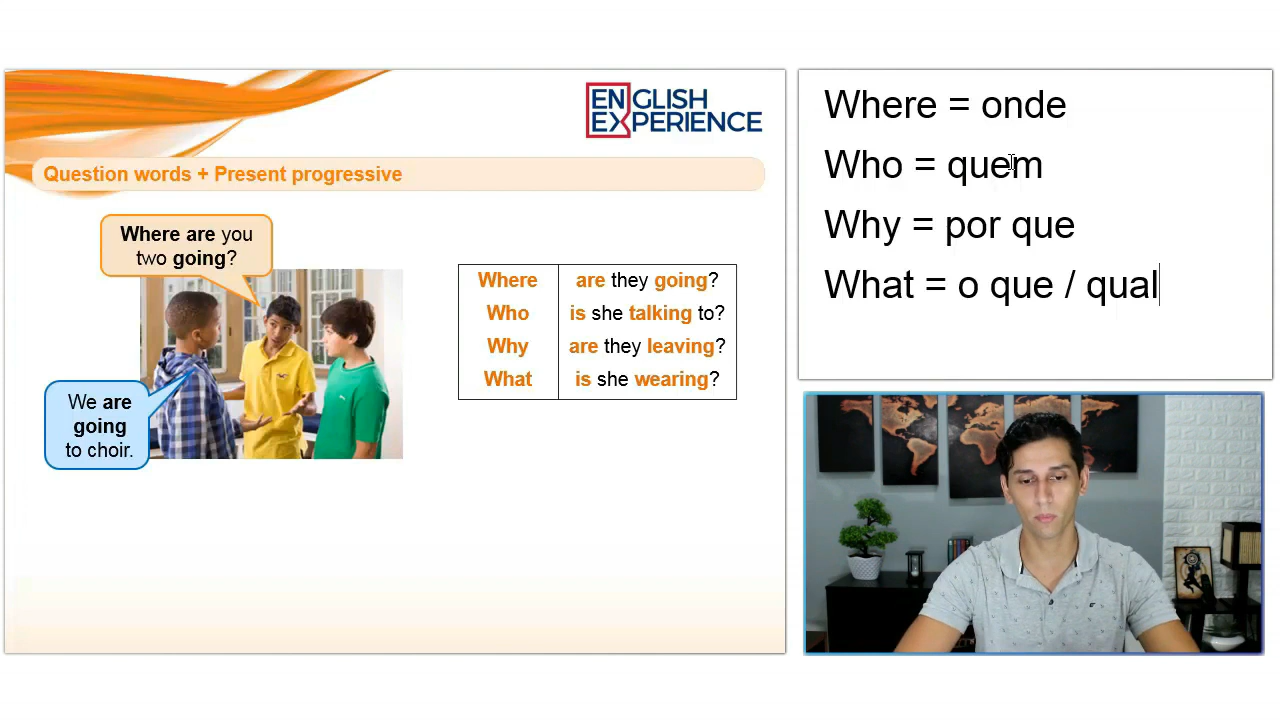 ENGLISH
EXPERIENCE
Question words + Present progressive
Where are you
two going?
We are
going
to choir.
Where are they going?
Who is she talking to?
Why are they leaving?
What is she wearing?
Where = onde
Who = quem
Why = por que
What = o que / qual